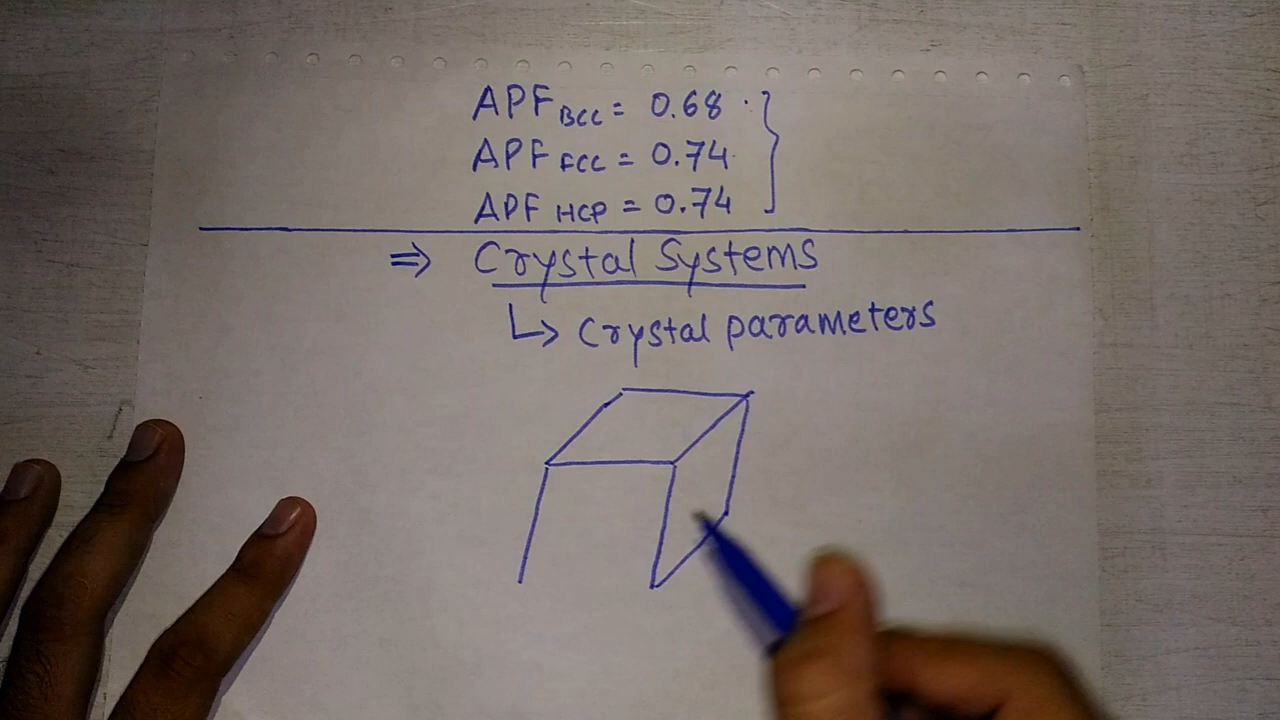 APF BCC = 0.68
APF FCC = 0.74
APF HCP = 0.74
⇒ Crystal Systems
↳ Crystal parameters